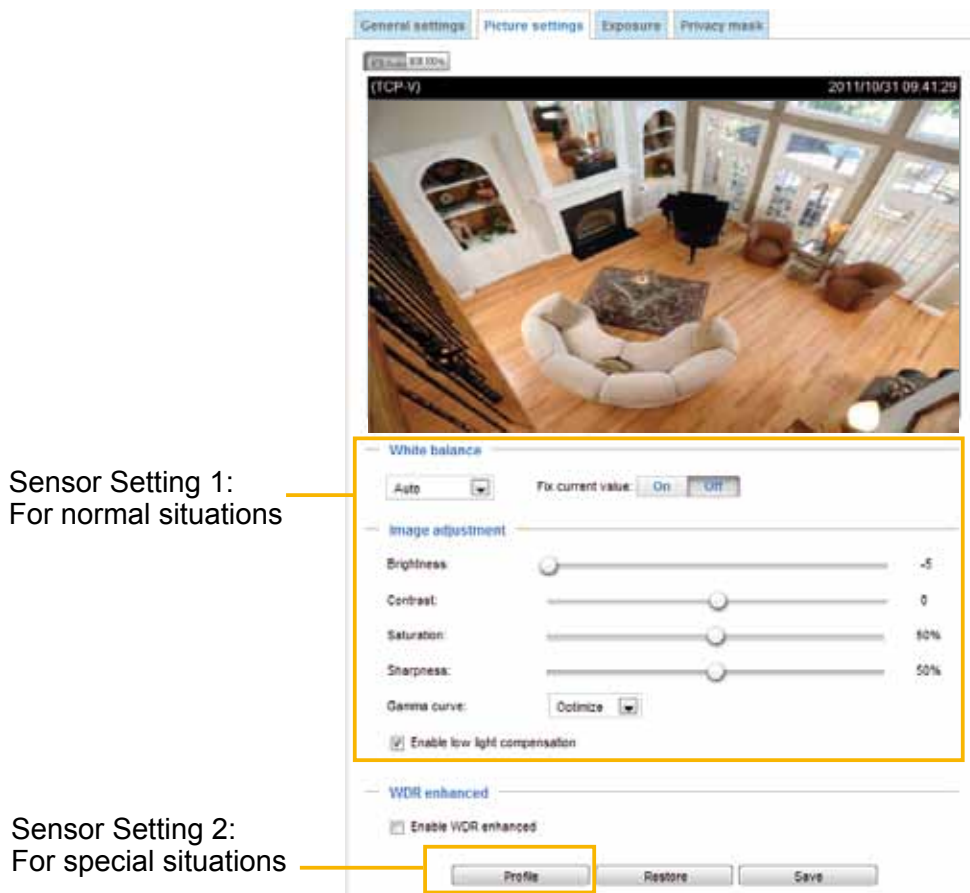 General settings Picture settings Exposure Privacy mask
(TCP-V) 2011/10/31 09:41:29
White balance
Sensor Setting 1:
For normal situations
Auto Fix current value: On Off
Image adjustment
Brightness: -5
Contrast: 0
Saturation: 50%
Sharpness: 50%
Gamma curve: Optimize
Enable low light compensation
WDR enhanced
Enable WDR enhanced
Sensor Setting 2:
For special situations
Profile Restore Save